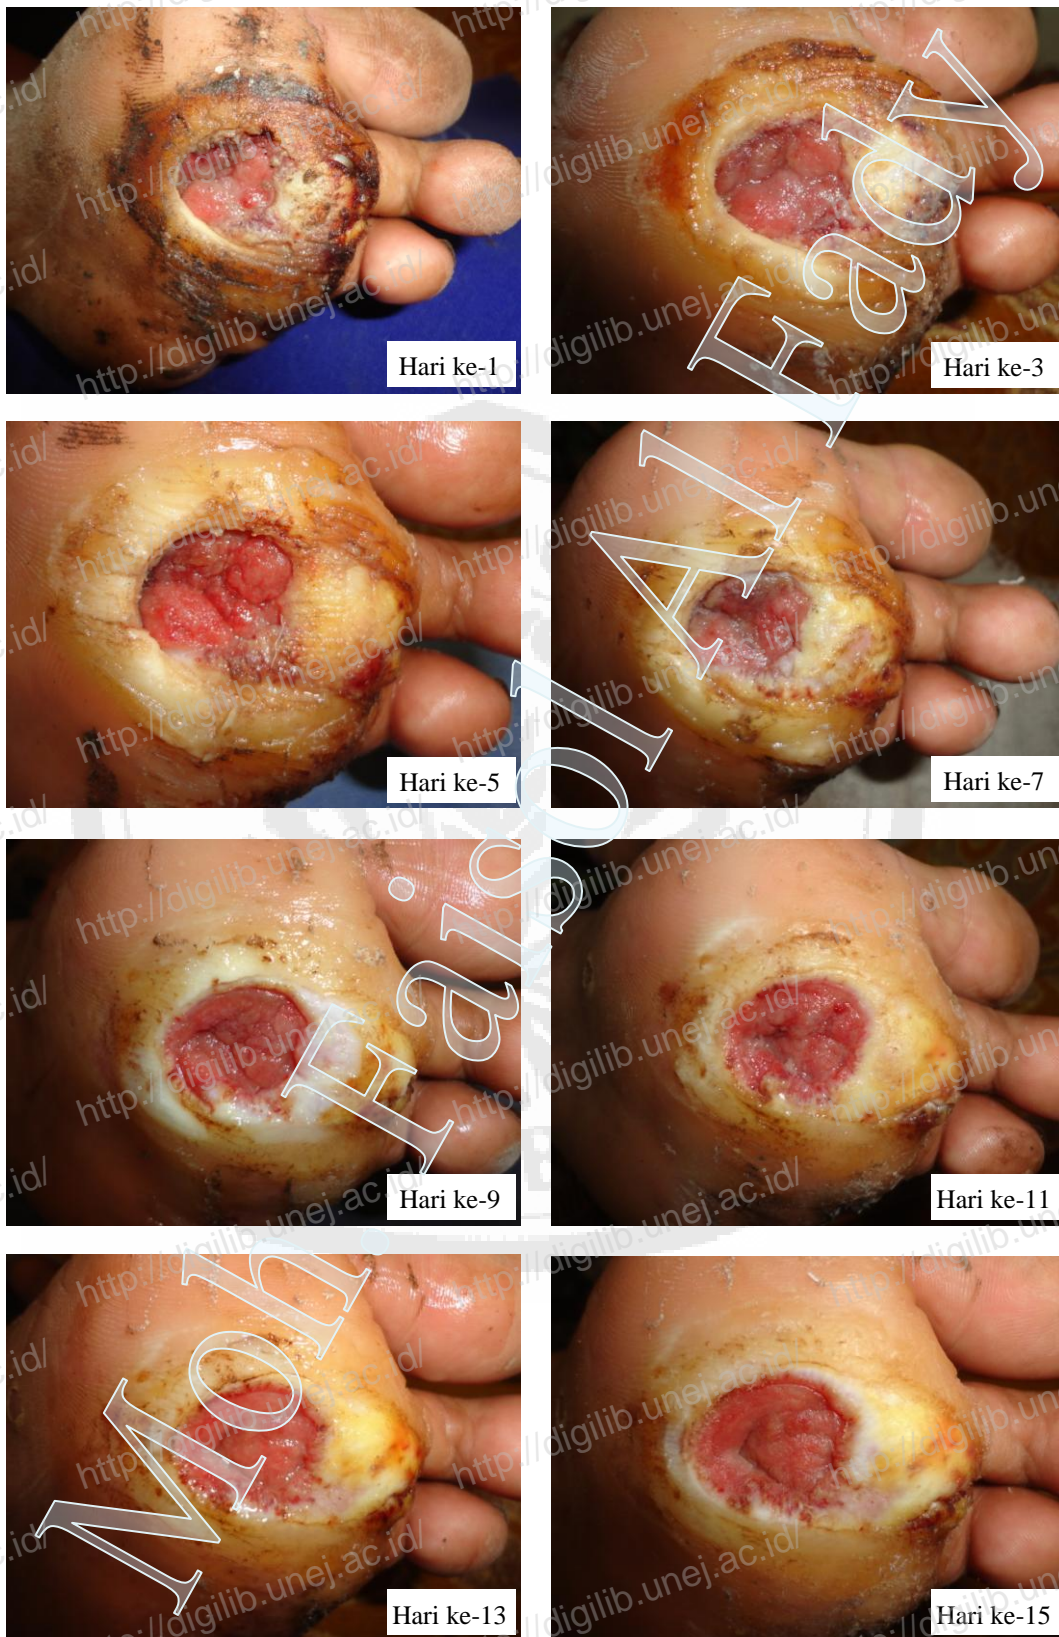 Hari ke-1
Hari ke-3
Hari ke-5
Hari ke-7
Hari ke-9
Hari ke-11
Hari ke-13
Hari ke-15
Moh. Faisol Al Fady
http://digilib.unej.ac.id/